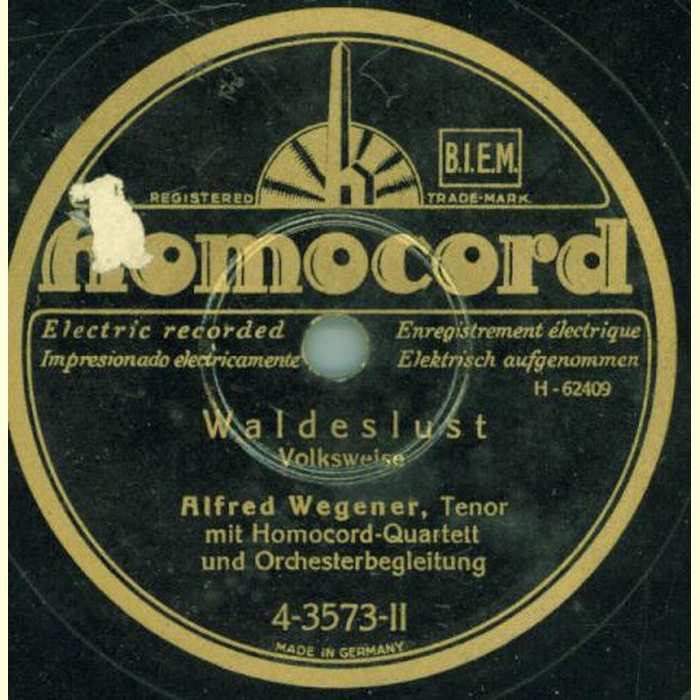 B.I.E.M.
REGISTERED TRADE-MARK
homocord
Electric recorded Enregistrement électrique
Impresionado electricamente Elektrisch aufgenommen
H-62409
Waldeslust
Volksweise
Alfred Wegener, Tenor
mit Homocord-Quartett
und Orchesterbegleitung
4-3573-II
MADE IN GERMANY